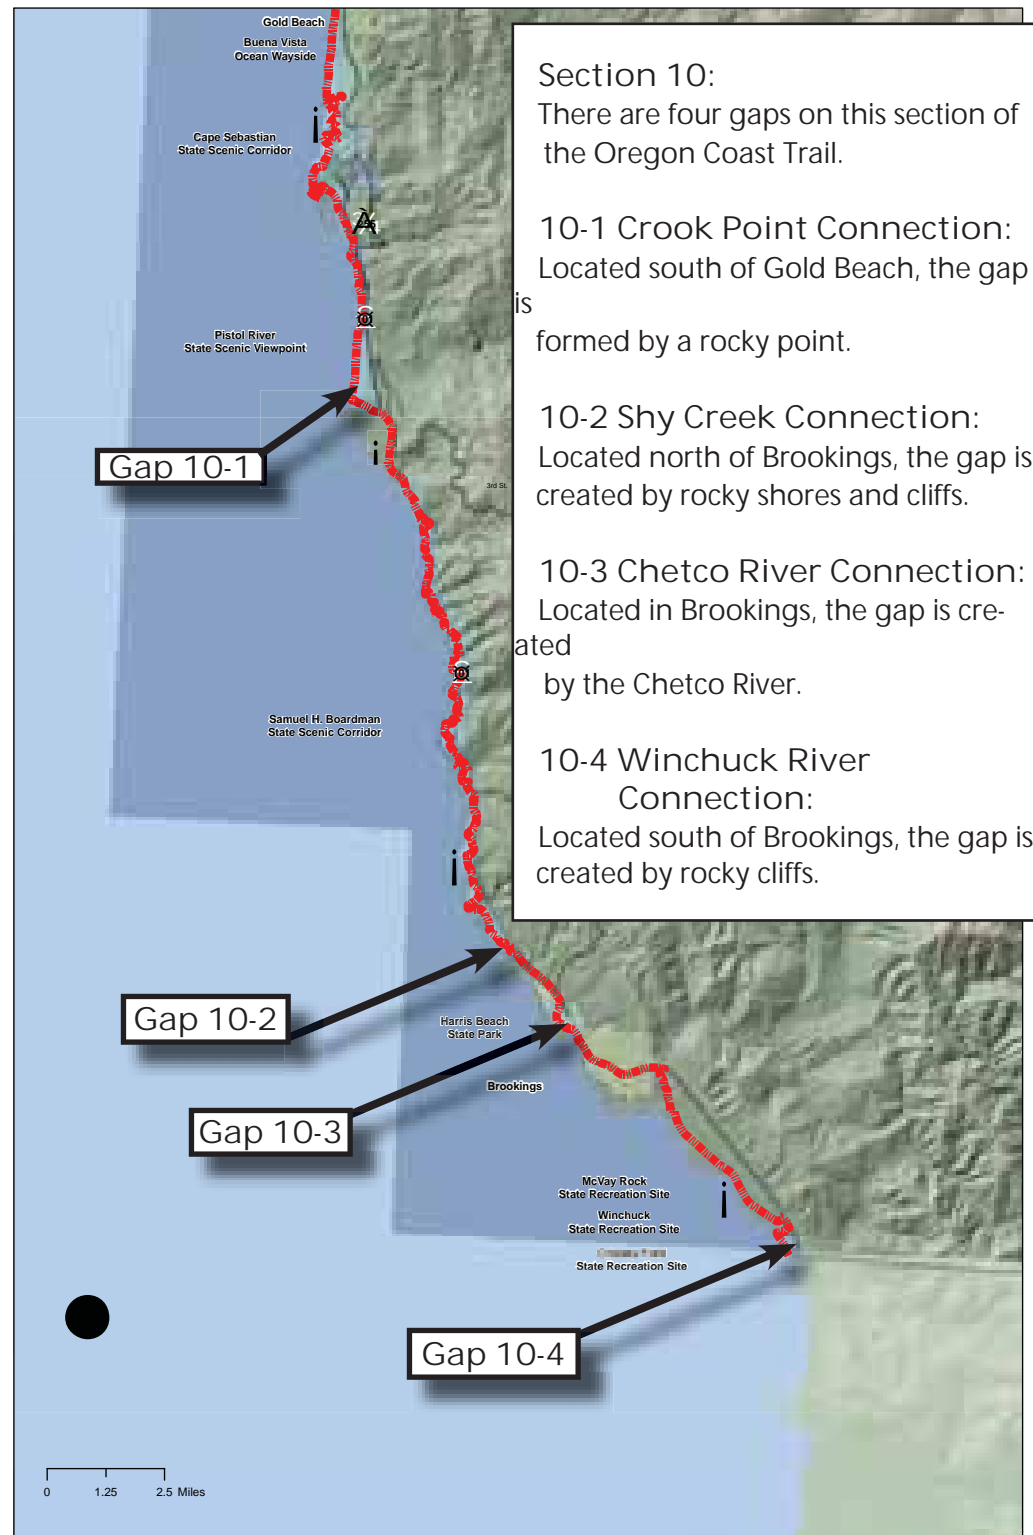 Gold Beach
Buena Vista
Ocean Wayside
Cape Sebastian
State Scenic Corridor
Pistol River
State Scenic Viewpoint
Gap 10-1
3rd St.
Samuel H. Boardman
State Scenic Corridor
Gap 10-2
Harris Beach
State Park
Brookings
Gap 10-3
McVay Rock
State Recreation Site
Winchuck
State Recreation Site
State Recreation Site
Gap 10-4
0 1.25 2.5 Miles
Section 10:
There are four gaps on this section of
the Oregon Coast Trail.
10-1 Crook Point Connection:
Located south of Gold Beach, the gap
is
formed by a rocky point.
10-2 Shy Creek Connection:
Located north of Brookings, the gap is
created by rocky shores and cliffs.
10-3 Chetco River Connection:
Located in Brookings, the gap is cre-
ated
by the Chetco River.
10-4 Winchuck River
Connection:
Located south of Brookings, the gap is
created by rocky cliffs.